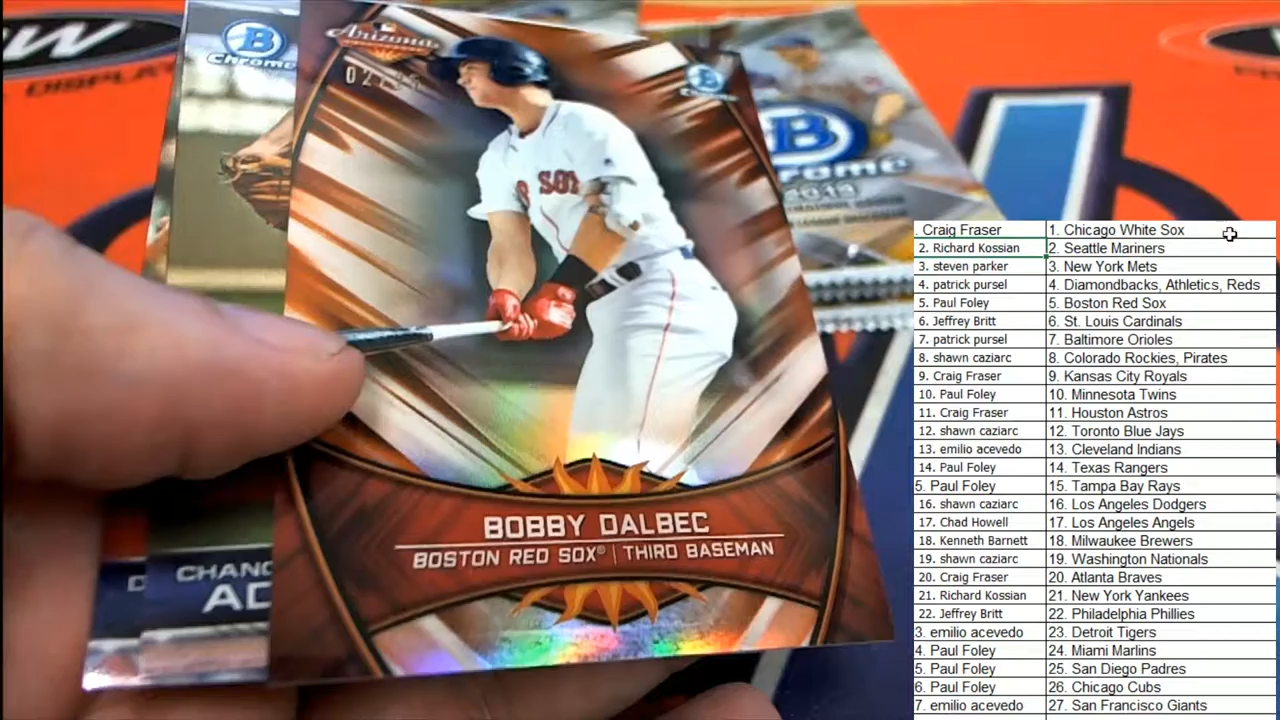 W
DISPLAY
B
Chrome
Arizona
B
Chrome
SOX
B
2019
BOBBY DALBEC
BOSTON RED SOX® | THIRD BASEMAN
CHANG
AD
. Craig Fraser 1. Chicago White Sox
2. Richard Kossian 2. Seattle Mariners
3. steven parker 3. New York Mets
4. patrick pursel 4. Diamondbacks, Athletics, Reds
5. Paul Foley 5. Boston Red Sox
6. Jeffrey Britt 6. St. Louis Cardinals
7. patrick pursel 7. Baltimore Orioles
8. shawn caziarc 8. Colorado Rockies, Pirates
9. Craig Fraser 9. Kansas City Royals
10. Paul Foley 10. Minnesota Twins
11. Craig Fraser 11. Houston Astros
12. shawn caziarc 12. Toronto Blue Jays
13. emilio acevedo 13. Cleveland Indians
14. Paul Foley 14. Texas Rangers
5. Paul Foley 15. Tampa Bay Rays
16. shawn caziarc 16. Los Angeles Dodgers
17. Chad Howell 17. Los Angeles Angels
18. Kenneth Barnett 18. Milwaukee Brewers
19. shawn caziarc 19. Washington Nationals
20. Craig Fraser 20. Atlanta Braves
21. Richard Kossian 21. New York Yankees
22. Jeffrey Britt 22. Philadelphia Phillies
3. emilio acevedo 23. Detroit Tigers
4. Paul Foley 24. Miami Marlins
5. Paul Foley 25. San Diego Padres
6. Paul Foley 26. Chicago Cubs
7. emilio acevedo 27. San Francisco Giants